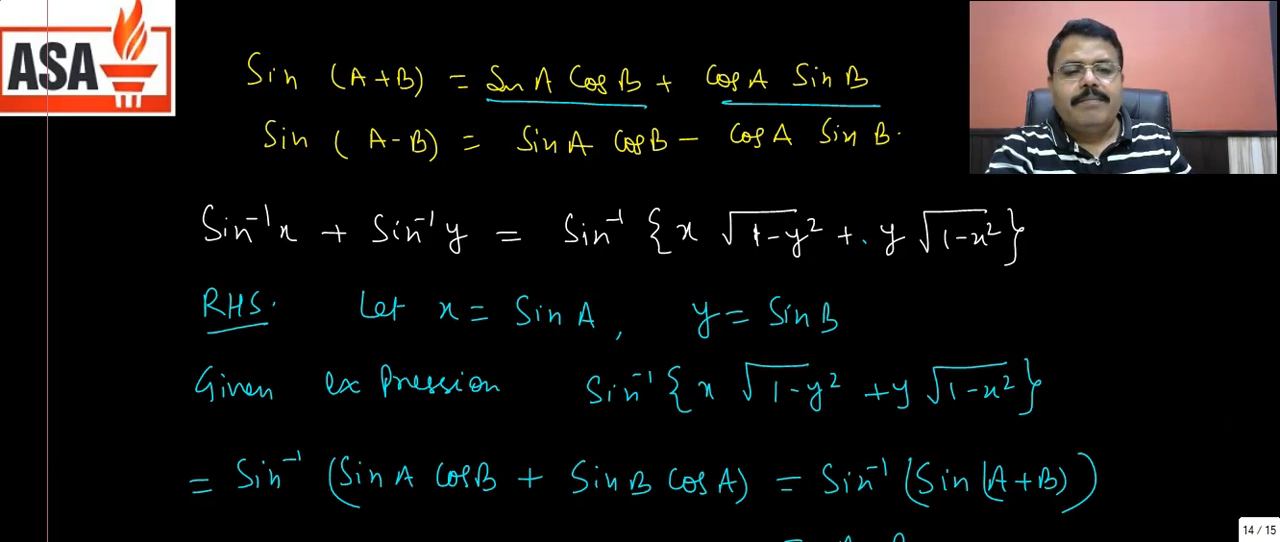 ASA
Sin (A+B) = Sin A Cos B + Cos A Sin B
Sin (A-B) = Sin A Cos B - Cos A Sin B.
Sin⁻¹x + Sin⁻¹y = Sin⁻¹ {x √1-y² + y √1-x²}
RHS. Let x = Sin A, y = Sin B
Given expression Sin⁻¹{x √1-y² + y √1-x²}
= Sin⁻¹ (Sin A Cos B + Sin B Cos A) = Sin⁻¹ (Sin (A+B))
14 / 15